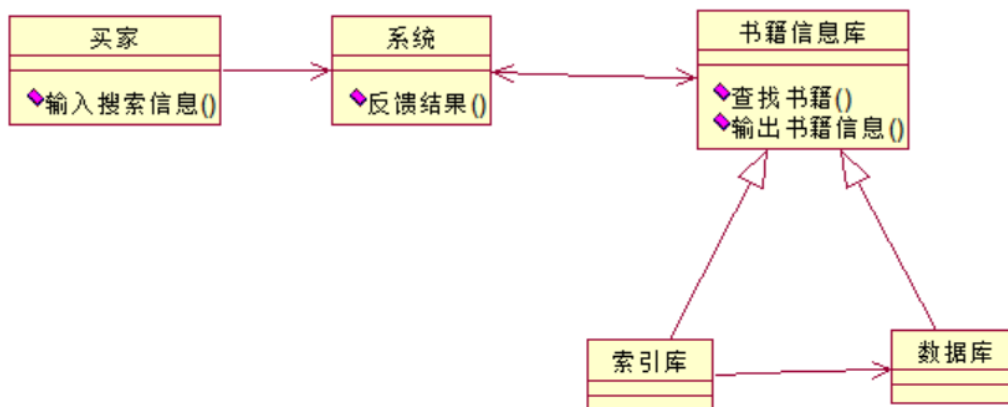 买家
输入搜索信息()
系统
反馈结果()
书籍信息库
查找书籍()
输出书籍信息()
索引库
数据库